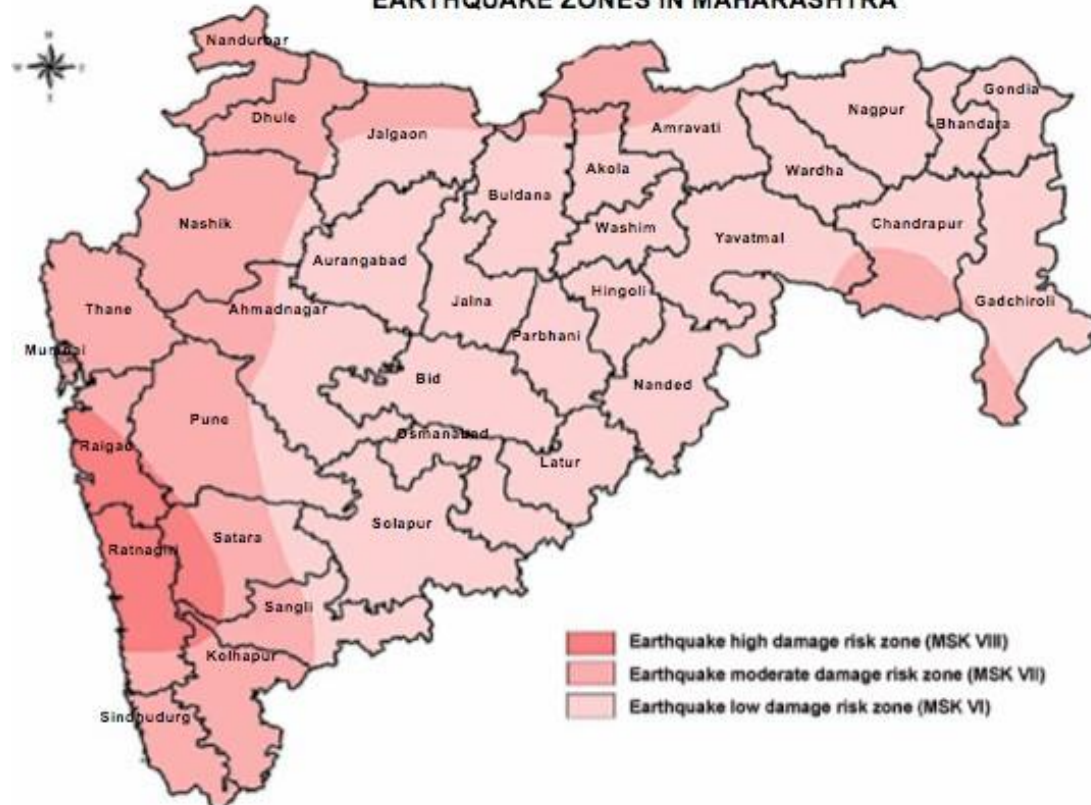 EARTHQUAKE ZONES IN MAHARASHTRA
N
W E
S
Nandurbar
Dhule
Jalgaon
Amravati
Nagpur
Gondia
Bhandara
Akola
Wardha
Buldana
Nashik
Washim
Yavatmal
Chandrapur
Aurangabad
Hingoli
Jalna
Gadchiroli
Thane
Ahmadnagar
Parbhani
Mumbai
Bid
Nanded
Pune
Osmanabad
Raigad
Latur
Solapur
Satara
Ratnagiri
Sangli
Kolhapur
Sindhudurg
Earthquake high damage risk zone (MSK VIII)
Earthquake moderate damage risk zone (MSK VII)
Earthquake low damage risk zone (MSK VI)